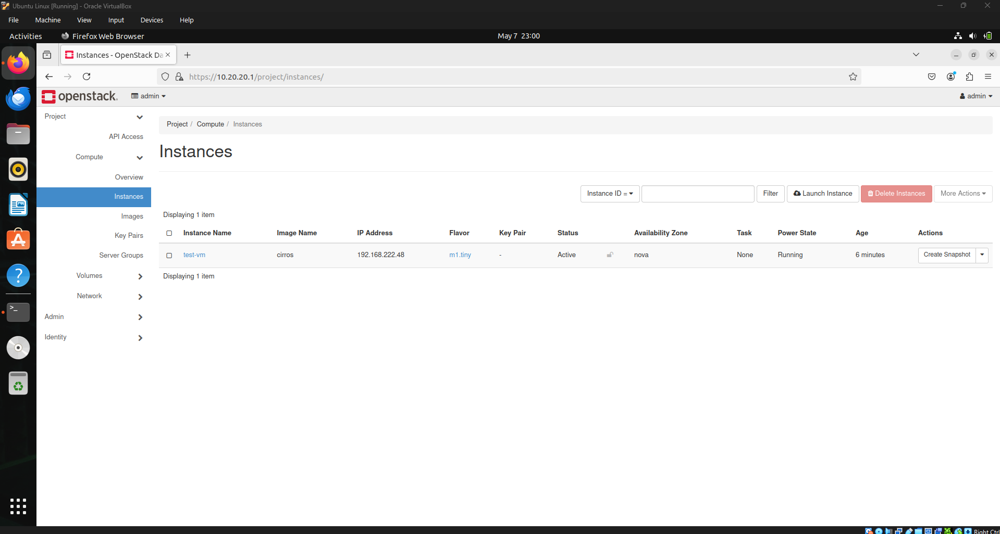 Ubuntu Linux [Running] - Oracle VirtualBox
File Machine View Input Devices Help
Activities Firefox Web Browser May 7 23:00
Instances - OpenStack Da
https://10.20.20.1/project/instances/
openstack. admin admin
Project
API Access
Compute
Overview
Instances
Images
Key Pairs
Server Groups
Volumes
Network
Admin
Identity
Project / Compute / Instances
Instances
Instance ID = Filter Launch Instance Delete Instances More Actions
Displaying 1 item
Instance Name Image Name IP Address Flavor Key Pair Status Availability Zone Task Power State Age Actions
test-vm cirros 192.168.222.48 m1.tiny - Active nova None Running 6 minutes Create Snapshot
Displaying 1 item
Right Ctrl